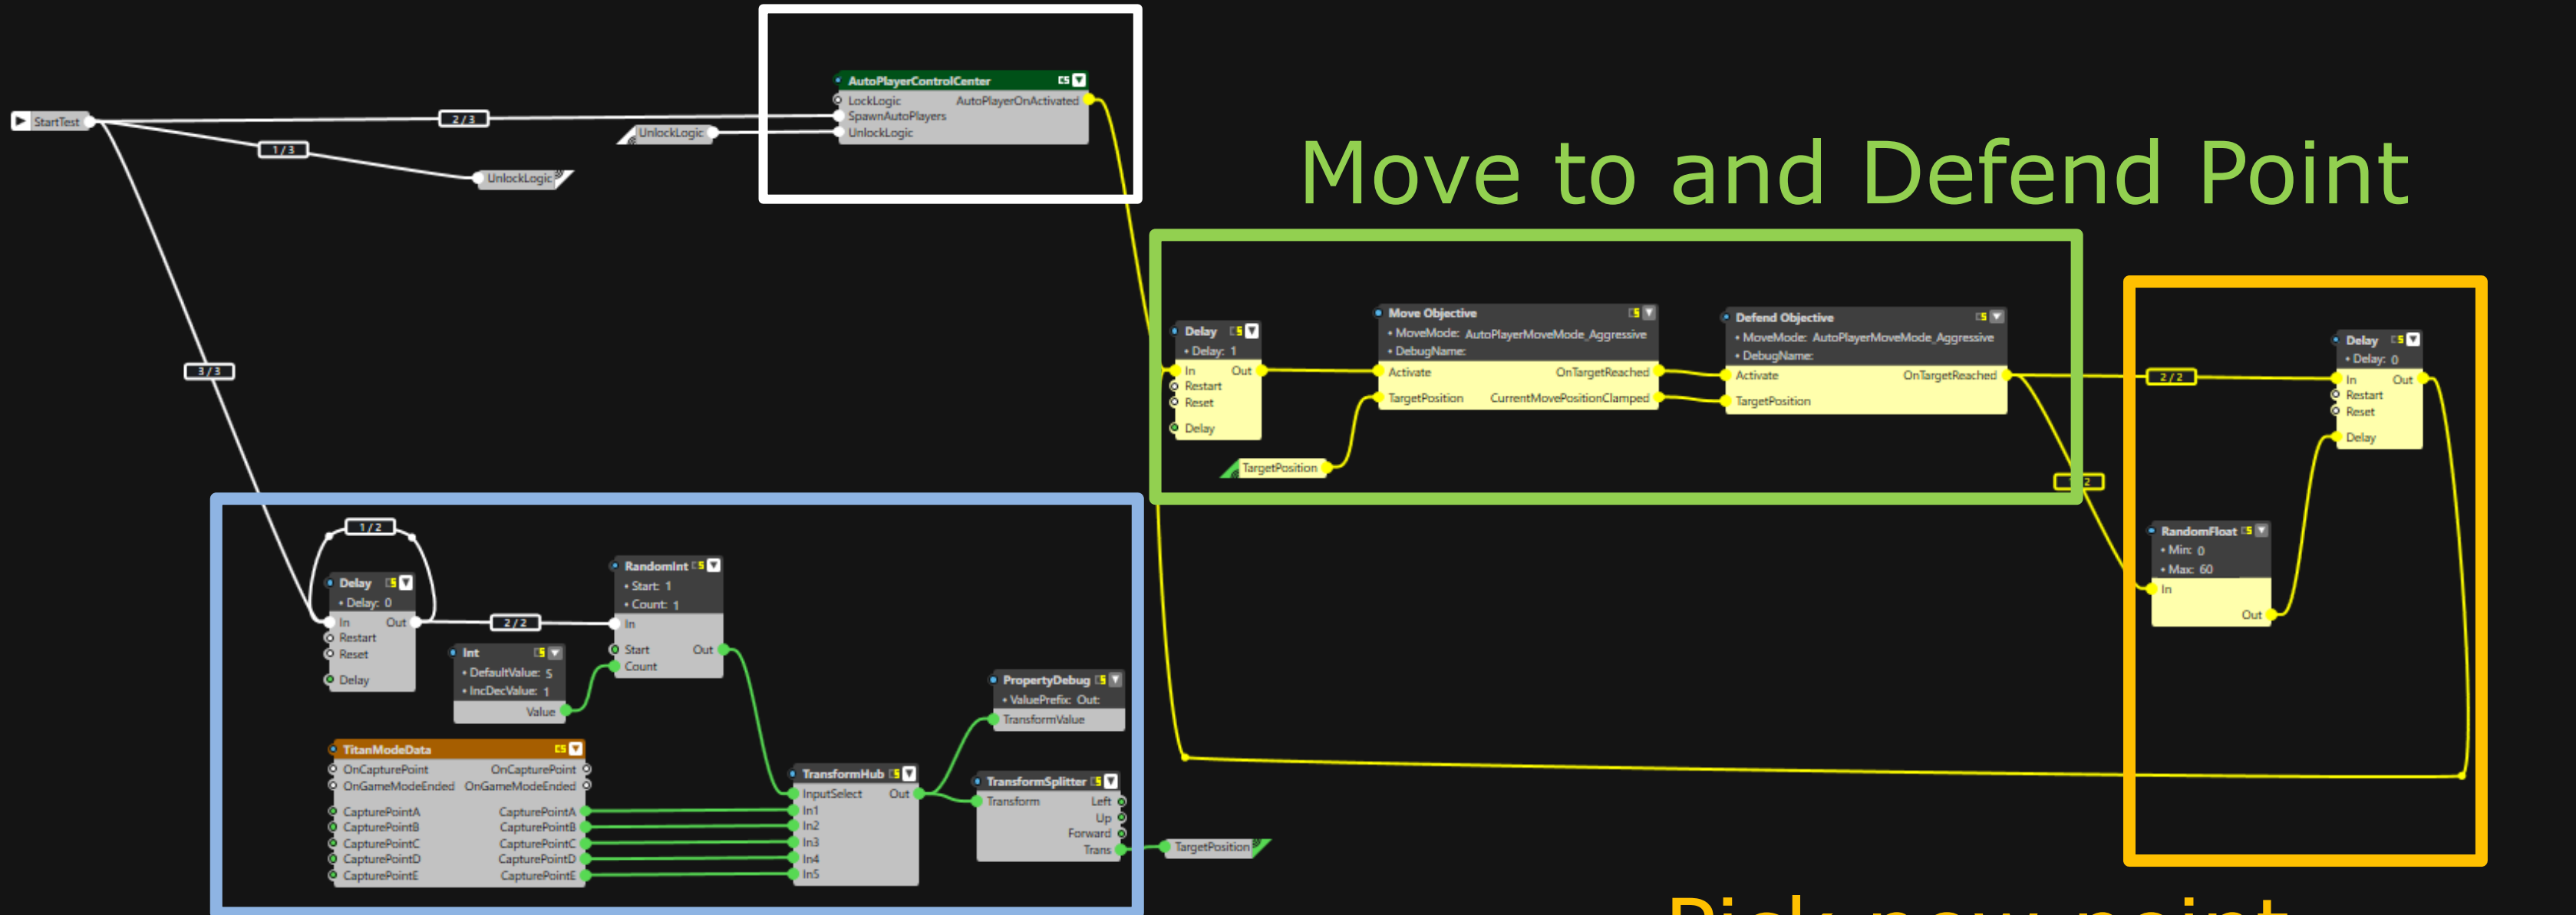 AutoPlayerControlCenter
LockLogic AutoPlayerOnActivated
SpawnAutoPlayers
UnlockLogic
StartTest
2/3
UnlockLogic
1/3
UnlockLogic
3/3
Move to and Defend Point
Delay
• Delay: 1
In Out
Restart
Reset
Delay
TargetPosition
Move Objective
• MoveMode: AutoPlayerMoveMode_Aggressive
• DebugName:
Activate OnTargetReached
TargetPosition CurrentMovePositionClamped
Defend Objective
• MoveMode: AutoPlayerMoveMode_Aggressive
• DebugName:
Activate OnTargetReached
TargetPosition
2/2
Delay
• Delay: 0
In Out
Restart
Reset
Delay
RandomFloat
• Min: 0
• Max: 60
In
Out
1/2
Delay
• Delay: 0
In Out
Restart
Reset
Delay
2/2
RandomInt
• Start: 1
• Count: 1
In
Start Out
Count
Int
• DefaultValue: 5
• IncDecValue: 1
Value
TitanModeData
OnCapturePoint OnCapturePoint
OnGameModeEnded OnGameModeEnded
CapturePointA CapturePointA
CapturePointB CapturePointB
CapturePointC CapturePointC
CapturePointD CapturePointD
CapturePointE CapturePointE
TransformHub
InputSelect Out
In1
In2
In3
In4
In5
PropertyDebug
• ValuePrefix: Out:
TransformValue
TransformSplitter
Transform Left
Up
Forward
Trans
TargetPosition
Pick new point